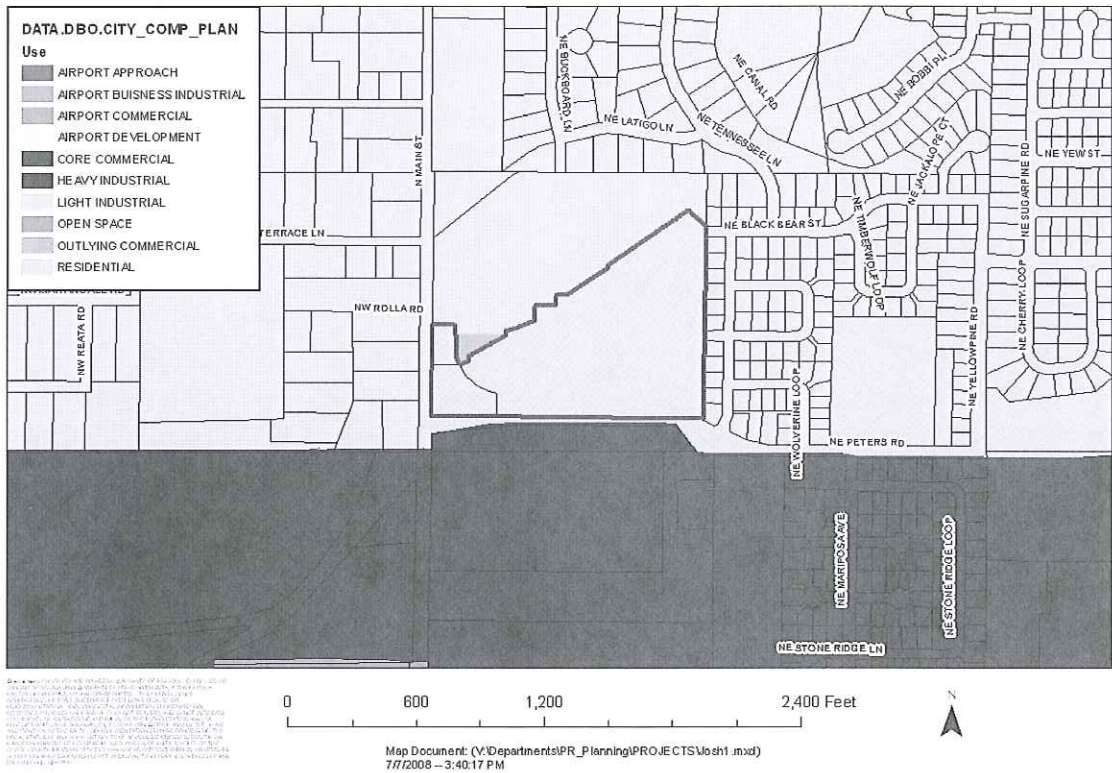 DATA.DBO.CITY_COMP_PLAN
Use
AIRPORT APPROACH
AIRPORT BUISNESS INDUSTRIAL
AIRPORT COMMERCIAL
AIRPORT DEVELOPMENT
CORE COMMERCIAL
HEAVY INDUSTRIAL
LIGHT INDUSTRIAL
OPEN SPACE
OUTLYING COMMERCIAL
RESIDENTIAL
NE BUCKBOARD LN
NE CANAL RD
NE BOBBI PL
NE LATIGO LN
NE TENNESSEE LN
NE JACKALOPE CT
NE YEW ST
N MAIN ST
NE SUGARPINE RD
TERRACE LN
NE BLACK BEAR ST
NE TIMBERWOLF LOOP
NW ROLLA RD
NW REATA RD
NE CHERRY LOOP
NE YELLOWPINE RD
NE WOLVERINE LOOP
NE PETERS RD
NE MARIPOSA AVE
NE STONE RIDGE LOOP
NE STONE RIDGE LN
0 600 1,200 2,400 Feet
N
Map Document: (V:\Departments\PR_Planning\PROJECTS\Josh1.mxd)
7/7/2008 -- 3:40:17 PM